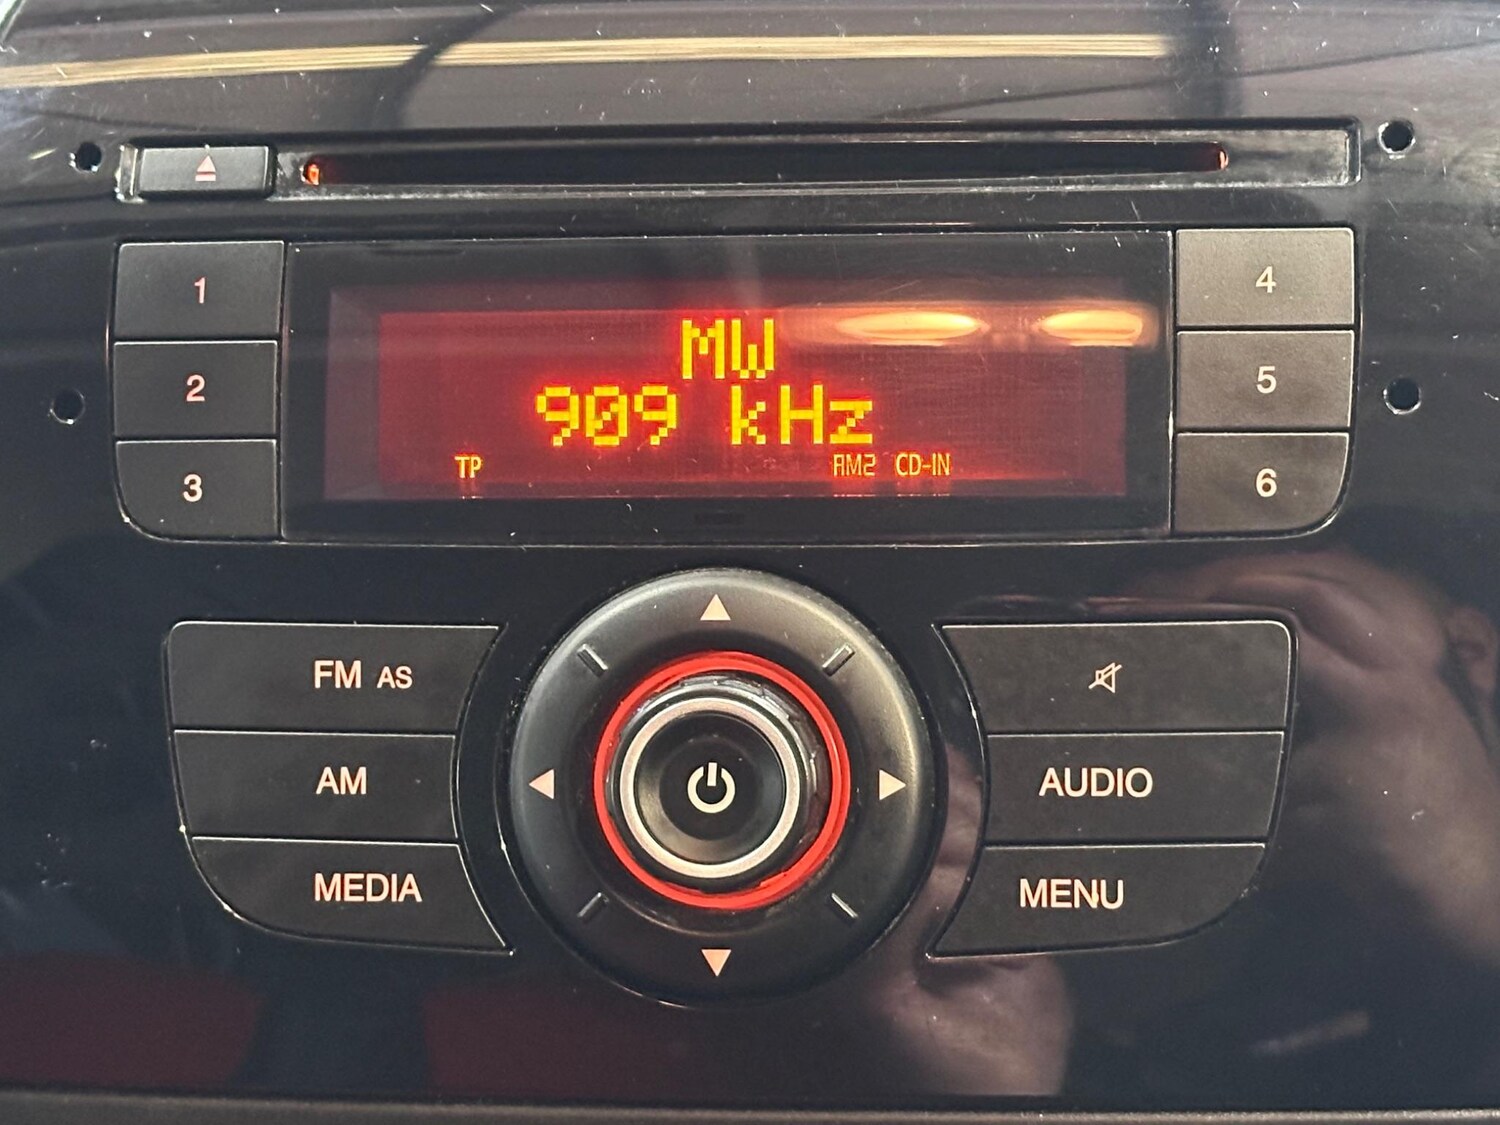 1
2
3
MW
909 kHz
TP AM2 CD-IN
4
5
6
FM AS
AM
MEDIA
AUDIO
MENU